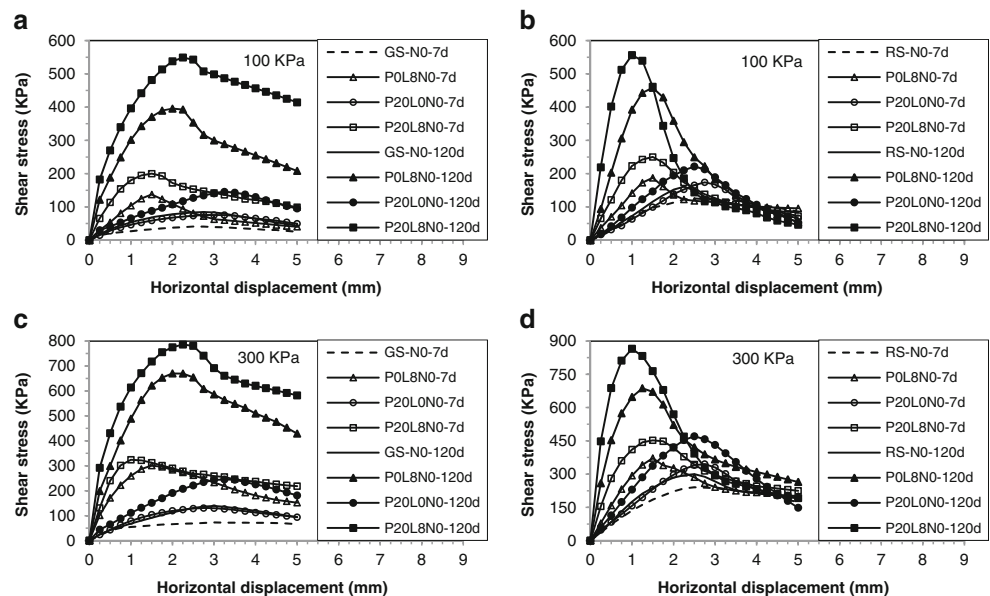 a
600
500
400
300
200
100
0
Shear stress (KPa)
100 KPa
GS-N0-7d
P0L8N0-7d
P20L0N0-7d
P20L8N0-7d
GS-N0-120d
P0L8N0-120d
P20L0N0-120d
P20L8N0-120d
0 1 2 3 4 5 6 7 8 9
Horizontal displacement (mm)
b
600
500
400
300
200
100
0
Shear stress (KPa)
100 KPa
RS-N0-7d
P0L8N0-7d
P20L0N0-7d
P20L8N0-7d
RS-N0-120d
P0L8N0-120d
P20L0N0-120d
P20L8N0-120d
0 1 2 3 4 5 6 7 8 9
Horizontal displacement (mm)
c
800
700
600
500
400
300
200
100
0
Shear stress (KPa)
300 KPa
GS-N0-7d
P0L8N0-7d
P20L0N0-7d
P20L8N0-7d
GS-N0-120d
P0L8N0-120d
P20L0N0-120d
P20L8N0-120d
0 1 2 3 4 5 6 7 8 9
Horizontal displacement (mm)
d
900
750
600
450
300
150
0
Shear stress (KPa)
300 KPa
RS-N0-7d
P0L8N0-7d
P20L0N0-7d
P20L8N0-7d
RS-N0-120d
P0L8N0-120d
P20L0N0-120d
P20L8N0-120d
0 1 2 3 4 5 6 7 8 9
Horizontal displacement (mm)